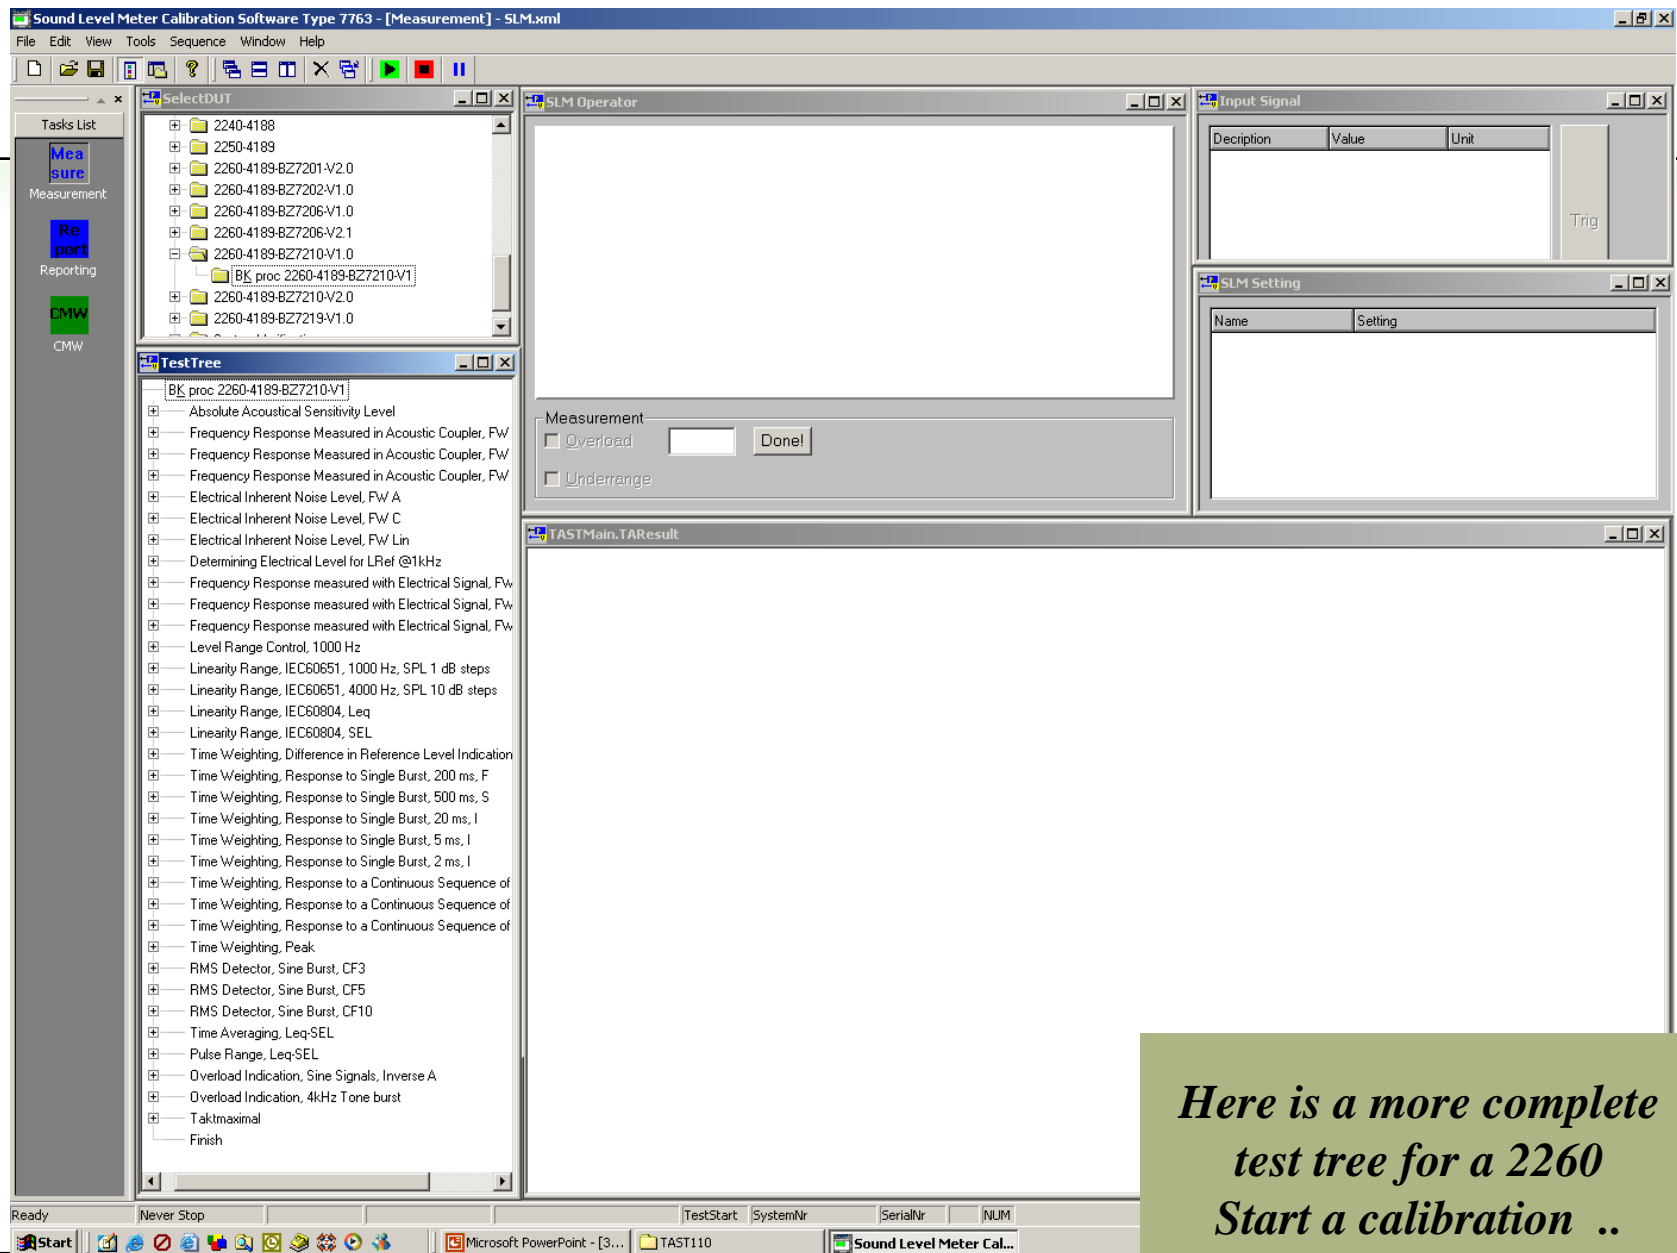 Sound Level Meter Calibration Software Type 7763 - [Measurement] - SLM.xml
File Edit View Tools Sequence Window Help
Tasks List
Mea
sure
Measurement
Re
port
Reporting
CMW
CMW
SelectDUT
2240-4188
2250-4189
2260-4189-BZ7201-V2.0
2260-4189-BZ7202-V1.0
2260-4189-BZ7206-V1.0
2260-4189-BZ7206-V2.1
2260-4189-BZ7210-V1.0
BK proc 2260-4189-BZ7210-V1
2260-4189-BZ7210-V2.0
2260-4189-BZ7219-V1.0
TestTree
BK proc 2260-4189-BZ7210-V1
Absolute Acoustical Sensitivity Level
Frequency Response Measured in Acoustic Coupler, FW
Frequency Response Measured in Acoustic Coupler, FW
Frequency Response Measured in Acoustic Coupler, FW
Electrical Inherent Noise Level, FW A
Electrical Inherent Noise Level, FW C
Electrical Inherent Noise Level, FW Lin
Determining Electrical Level for LRef @1kHz
Frequency Response measured with Electrical Signal, FW
Frequency Response measured with Electrical Signal, FW
Frequency Response measured with Electrical Signal, FW
Level Range Control, 1000 Hz
Linearity Range, IEC60651, 1000 Hz, SPL 1 dB steps
Linearity Range, IEC60651, 4000 Hz, SPL 10 dB steps
Linearity Range, IEC60804, Leq
Linearity Range, IEC60804, SEL
Time Weighting, Difference in Reference Level Indication
Time Weighting, Response to Single Burst, 200 ms, F
Time Weighting, Response to Single Burst, 500 ms, S
Time Weighting, Response to Single Burst, 20 ms, I
Time Weighting, Response to Single Burst, 5 ms, I
Time Weighting, Response to Single Burst, 2 ms, I
Time Weighting, Response to a Continuous Sequence of
Time Weighting, Response to a Continuous Sequence of
Time Weighting, Response to a Continuous Sequence of
Time Weighting, Peak
RMS Detector, Sine Burst, CF3
RMS Detector, Sine Burst, CF5
RMS Detector, Sine Burst, CF10
Time Averaging, Leq-SEL
Pulse Range, Leq-SEL
Overload Indication, Sine Signals, Inverse A
Overload Indication, 4kHz Tone burst
Taktmaximal
Finish
SLM Operator
Measurement
Overload
Done!
Underrange
Input Signal
Decription Value Unit
Trig
SLM Setting
Name Setting
TASTMain.TAResult
Here is a more complete
test tree for a 2260
Start a calibration ..
Ready Never Stop TestStart SystemNr SerialNr NUM
Start Microsoft PowerPoint - [3... TAST110 Sound Level Meter Cal...